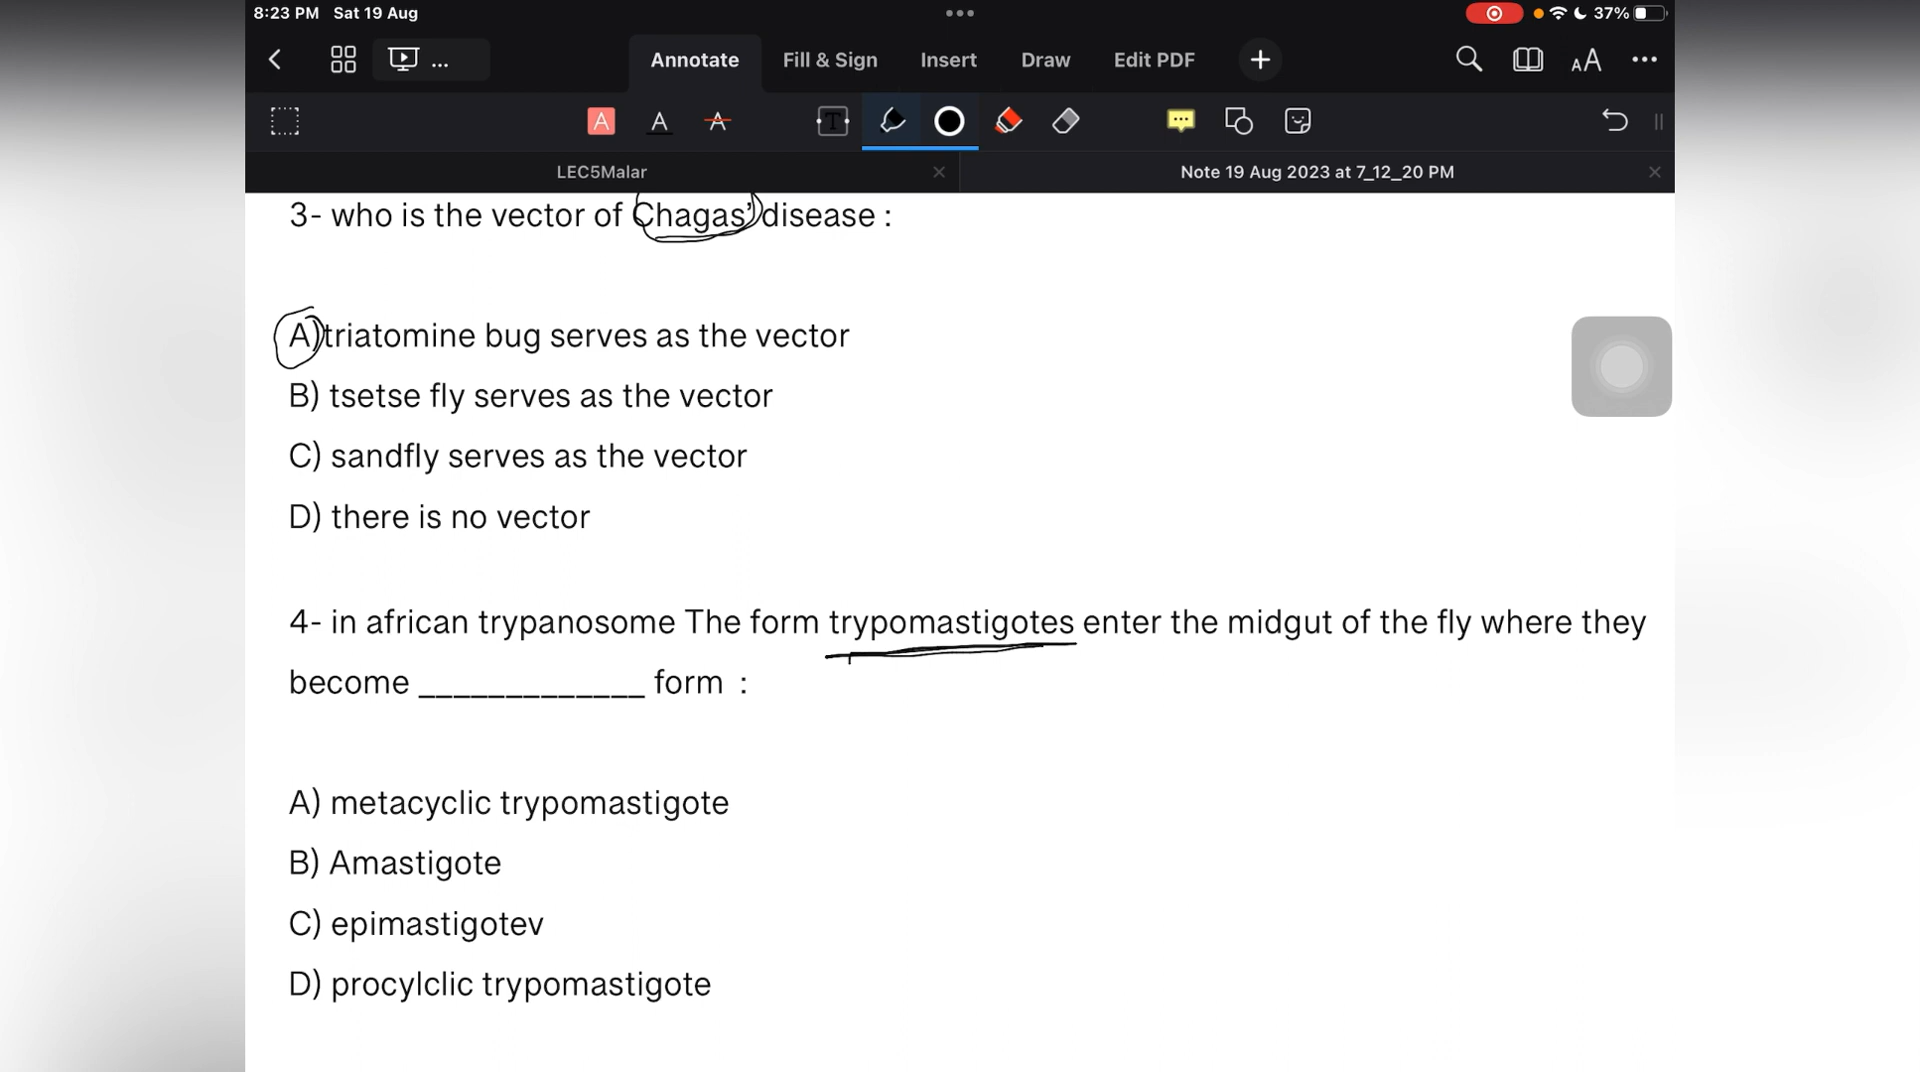 8:23 PM Sat 19 Aug
37%
...
Annotate
Fill & Sign
Insert
Draw
Edit PDF
AA
A
A
A
T
LEC5Malar
Note 19 Aug 2023 at 7_12_20 PM
3- who is the vector of Chagas’ disease :
A)triatomine bug serves as the vector
B) tsetse fly serves as the vector
C) sandfly serves as the vector
D) there is no vector
4- in african trypanosome The form trypomastigotes enter the midgut of the fly where they
become _____________ form :
A) metacyclic trypomastigote
B) Amastigote
C) epimastigotev
D) procylclic trypomastigote